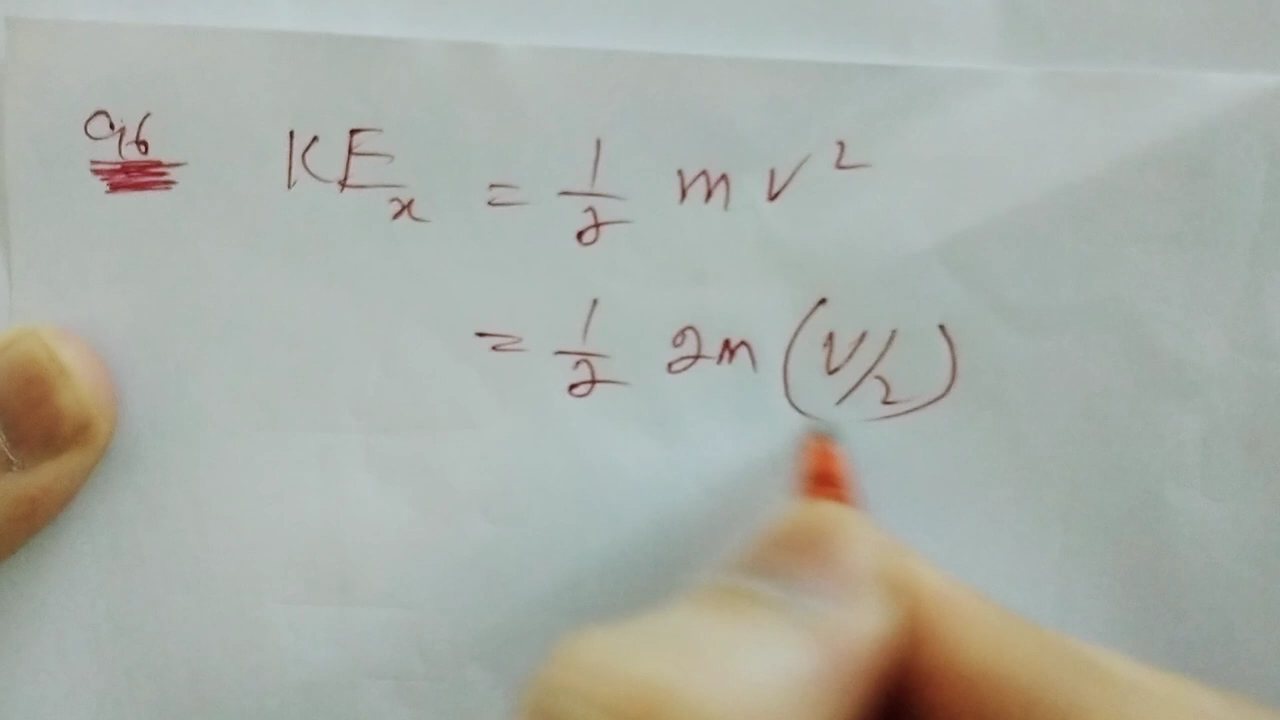 Q6 KEx = 1/2 mv²
= 1/2 2m (v/2)